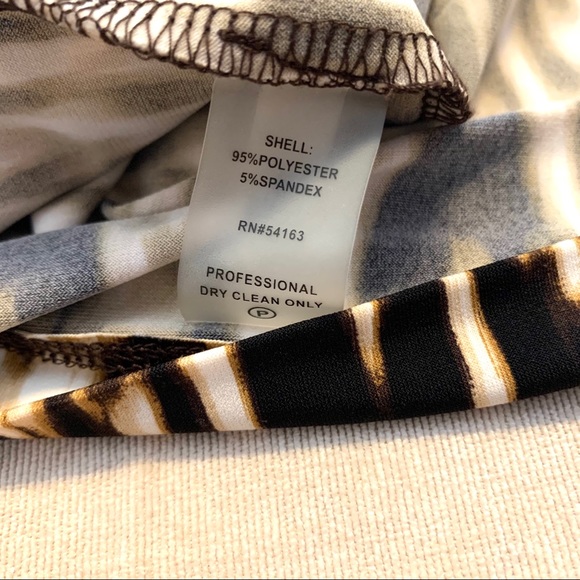 SHELL:
95%POLYESTER
5%SPANDEX
RN#54163
PROFESSIONAL
DRY CLEAN ONLY
P